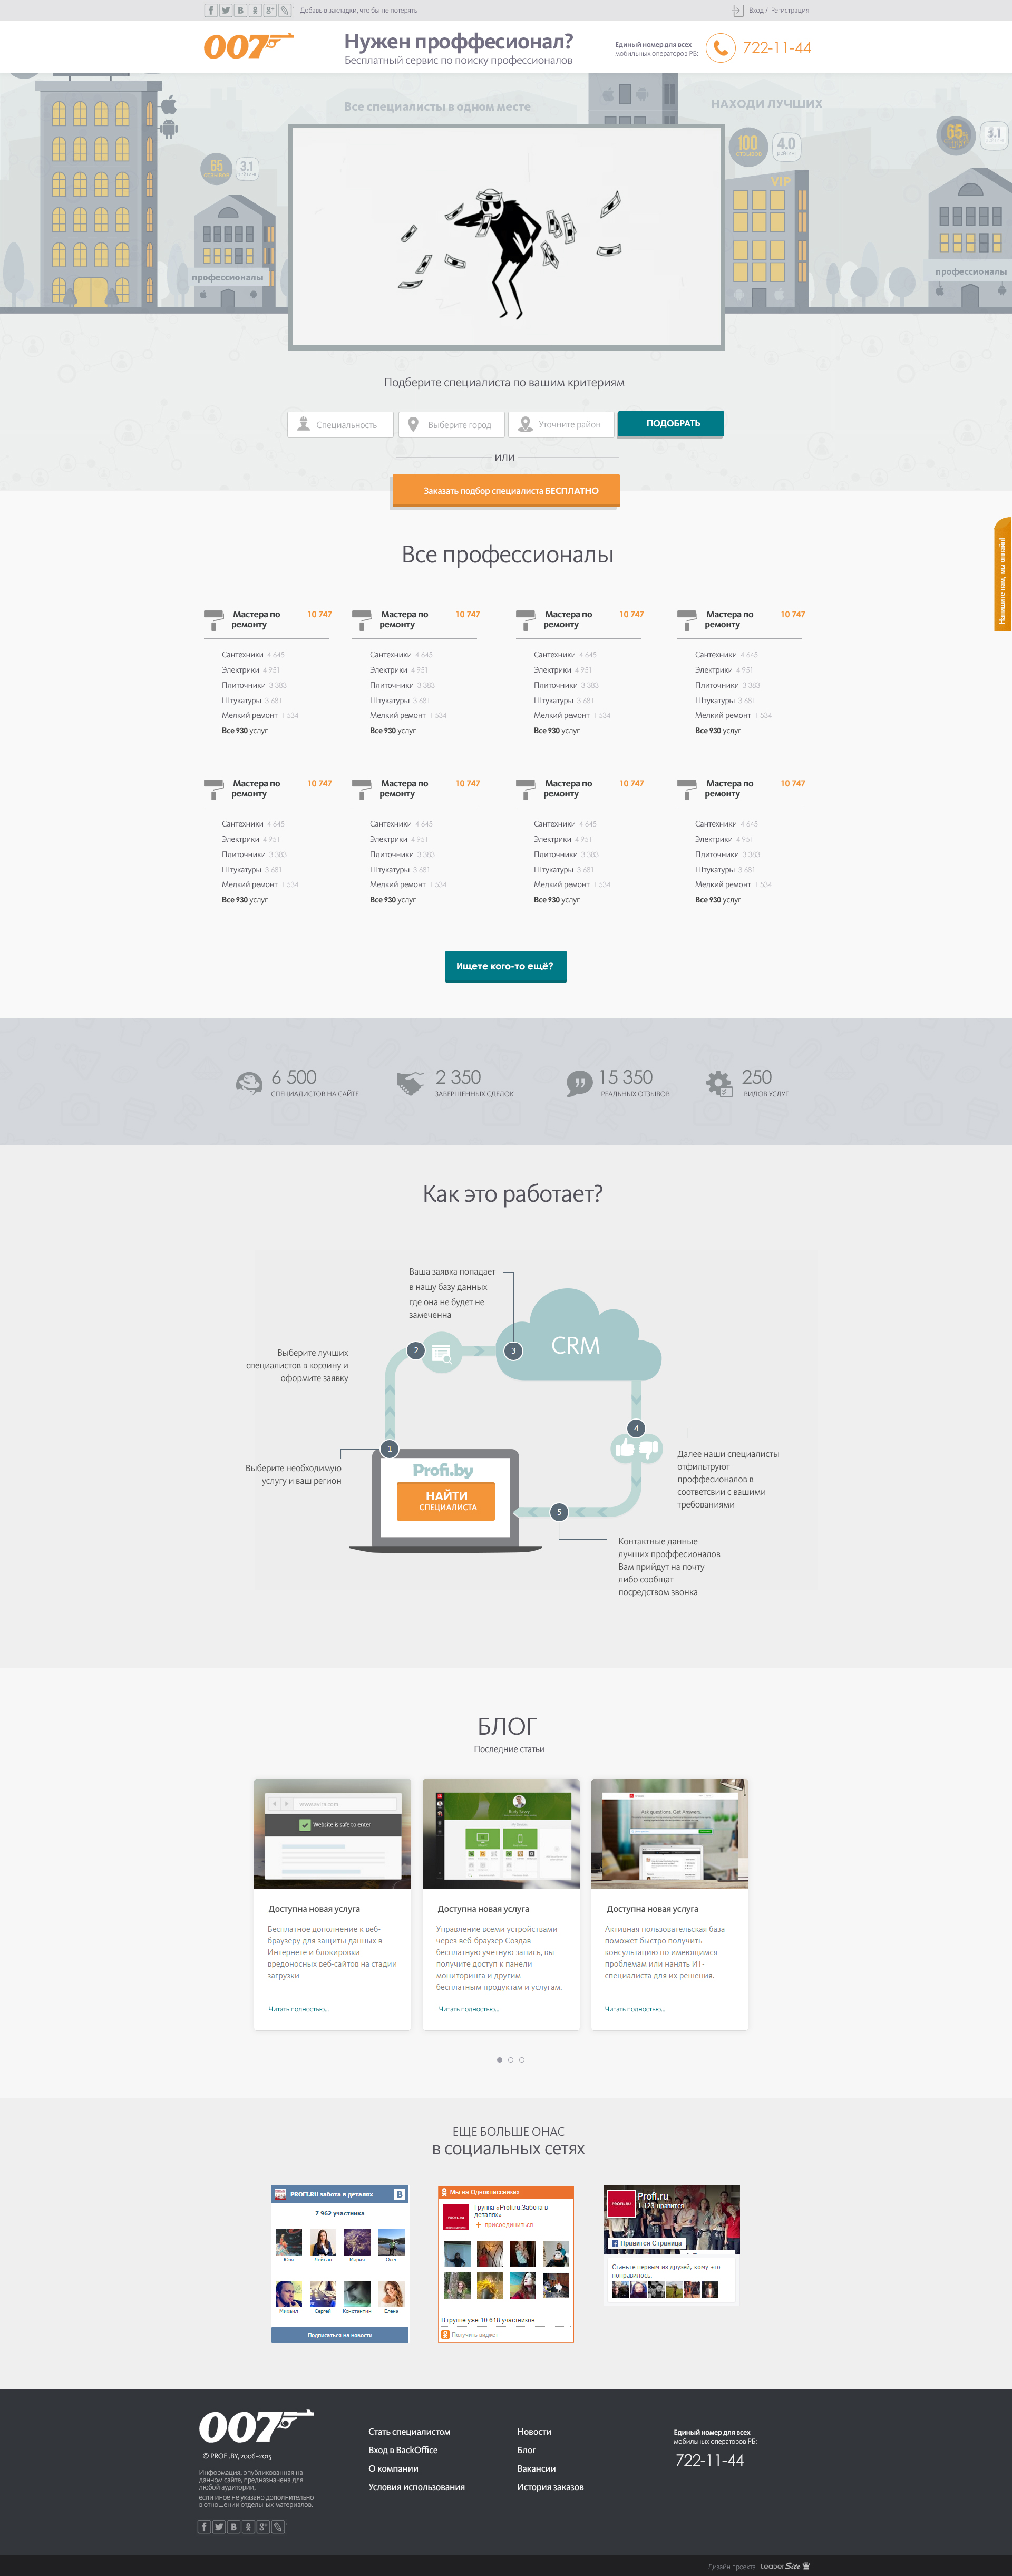 Добавь в закладки, что бы не потерять
Вход / Регистрация
007
Нужен проффесионал?
Бесплатный сервис по поиску профессионалов
Единый номер для всех
мобильных операторов РБ:
722-11-44
Все специалисты в одном месте
НАХОДИ ЛУЧШИХ
65
3.1
100
4.0
VIP
65
3.1
профессионалы
профессионалы
Подберите специалиста по вашим критериям
Специальность
Выберите город
Уточните район
ПОДОБРАТЬ
или
Заказать подбор специалиста БЕСПЛАТНО
Напишите нам, мы онлайн!
Все профессионалы
Мастера по ремонту 10 747
Сантехники 4 645
Электрики 4 951
Плиточники 3 383
Штукатуры 3 681
Мелкий ремонт 1 534
Все 930 услуг
Мастера по ремонту 10 747
Сантехники 4 645
Электрики 4 951
Плиточники 3 383
Штукатуры 3 681
Мелкий ремонт 1 534
Все 930 услуг
Мастера по ремонту 10 747
Сантехники 4 645
Электрики 4 951
Плиточники 3 383
Штукатуры 3 681
Мелкий ремонт 1 534
Все 930 услуг
Мастера по ремонту 10 747
Сантехники 4 645
Электрики 4 951
Плиточники 3 383
Штукатуры 3 681
Мелкий ремонт 1 534
Все 930 услуг
Мастера по ремонту 10 747
Сантехники 4 645
Электрики 4 951
Плиточники 3 383
Штукатуры 3 681
Мелкий ремонт 1 534
Все 930 услуг
Мастера по ремонту 10 747
Сантехники 4 645
Электрики 4 951
Плиточники 3 383
Штукатуры 3 681
Мелкий ремонт 1 534
Все 930 услуг
Мастера по ремонту 10 747
Сантехники 4 645
Электрики 4 951
Плиточники 3 383
Штукатуры 3 681
Мелкий ремонт 1 534
Все 930 услуг
Мастера по ремонту 10 747
Сантехники 4 645
Электрики 4 951
Плиточники 3 383
Штукатуры 3 681
Мелкий ремонт 1 534
Все 930 услуг
Ищете кого-то ещё?
6 500
СПЕЦИАЛИСТОВ НА САЙТЕ
2 350
ЗАВЕРШЕННЫХ СДЕЛОК
15 350
РЕАЛЬНЫХ ОТЗЫВОВ
250
ВИДОВ УСЛУГ
Как это работает?
Ваша заявка попадает
в нашу базу данных
где она не будет не
замеченна
Выберите лучших
специалистов в корзину и
оформите заявку
2
3
CRM
4
1
Выберите необходимую
услугу и ваш регион
Profi.by
НАЙТИ
СПЕЦИАЛИСТА
Далее наши специалисты
отфильтруют
проффесионалов в
соответсвии с вашими
требованиями
5
Контактные данные
лучших проффесионалов
Вам прийдут на почту
либо сообщат
посредством звонка
БЛОГ
Последние статьи
Website is safe to enter
Ask questions. Get Answers.
Доступна новая услуга
Бесплатное дополнение к веб-
браузеру для защиты данных в
Интернете и блокировки
вредоносных веб-сайтов на стадии
загрузки
Читать полностью...
Доступна новая услуга
Управление всеми устройствами
через веб-браузер Создав
бесплатную учетную запись, вы
получите доступ к панели
мониторинга и другим
бесплатным продуктам и услугам.
Читать полностью...
Доступна новая услуга
Активная пользовательская база
поможет быстро получить
консультацию по имеющимся
проблемам или нанять ИТ-
специалиста для их решения.
Читать полностью...
ЕЩЕ БОЛЬШЕ ОНАС
в социальных сетях
PROFI.RU забота в деталях
7 962 участника
Юля
Лейсан
Мария
Олег
Михаил
Сергей
Константин
Елена
Подписаться на новости
Мы на Одноклассниках
PROFI.RU
Группа «Profi.ru.Забота в
деталях»
присоединиться
В группе уже 10 618 участников
Получить виджет
PROFI.RU
Profi.ru
1 123 нравится
Нравится Страница
Станьте первым из друзей, кому это
понравилось.
007
© PROFI.BY, 2006-2015
Информация, опубликованная на
данном сайте, предназначена для
любой аудитории,
если иное не указано дополнительно
в отношении отдельных материалов.
Стать специалистом
Вход в BackOffice
О компании
Условия использования
Новости
Блог
Вакансии
История заказов
Единый номер для всех
мобильных операторов РБ:
722-11-44
Дизайн проекта
LeaderSite